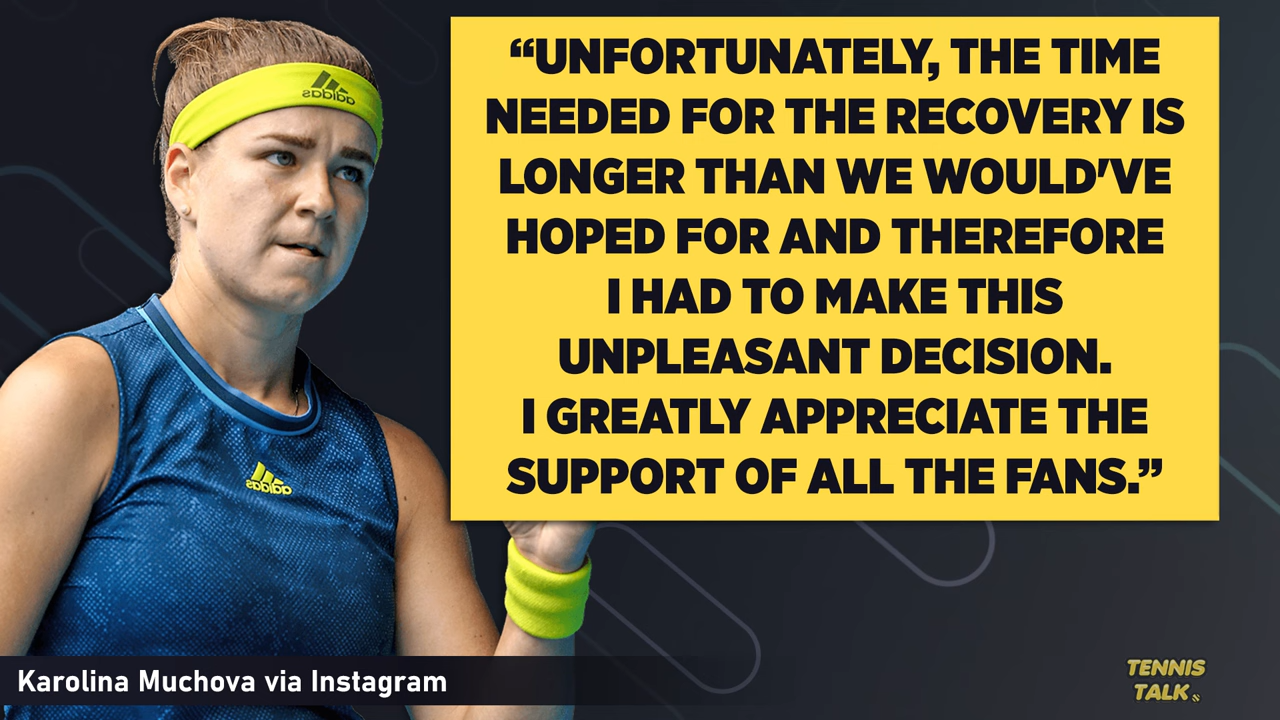 adidas
“UNFORTUNATELY, THE TIME
NEEDED FOR THE RECOVERY IS
LONGER THAN WE WOULD'VE
HOPED FOR AND THEREFORE
I HAD TO MAKE THIS
UNPLEASANT DECISION.
I GREATLY APPRECIATE THE
SUPPORT OF ALL THE FANS.”
adidas
Karolina Muchova via Instagram
TENNIS
TALK